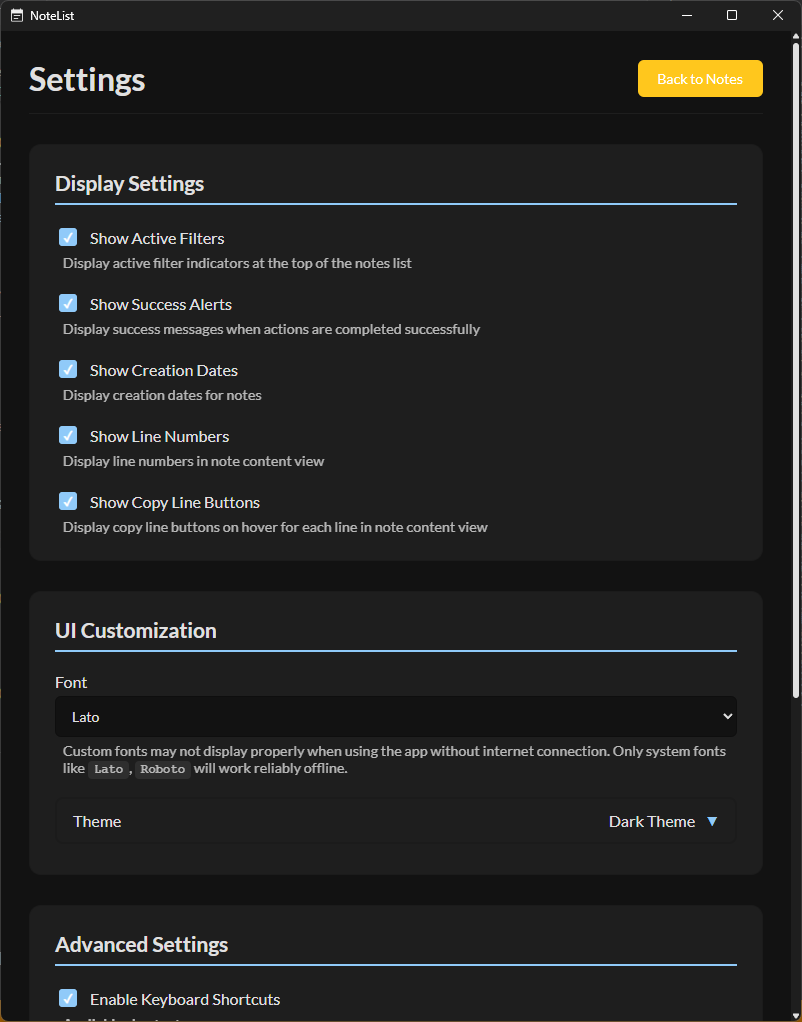 NoteList
Settings
Back to Notes
Display Settings
Show Active Filters
Display active filter indicators at the top of the notes list
Show Success Alerts
Display success messages when actions are completed successfully
Show Creation Dates
Display creation dates for notes
Show Line Numbers
Display line numbers in note content view
Show Copy Line Buttons
Display copy line buttons on hover for each line in note content view
UI Customization
Font
Lato
Custom fonts may not display properly when using the app without internet connection. Only system fonts
like Lato, Roboto will work reliably offline.
Theme Dark Theme ▼
Advanced Settings
Enable Keyboard Shortcuts